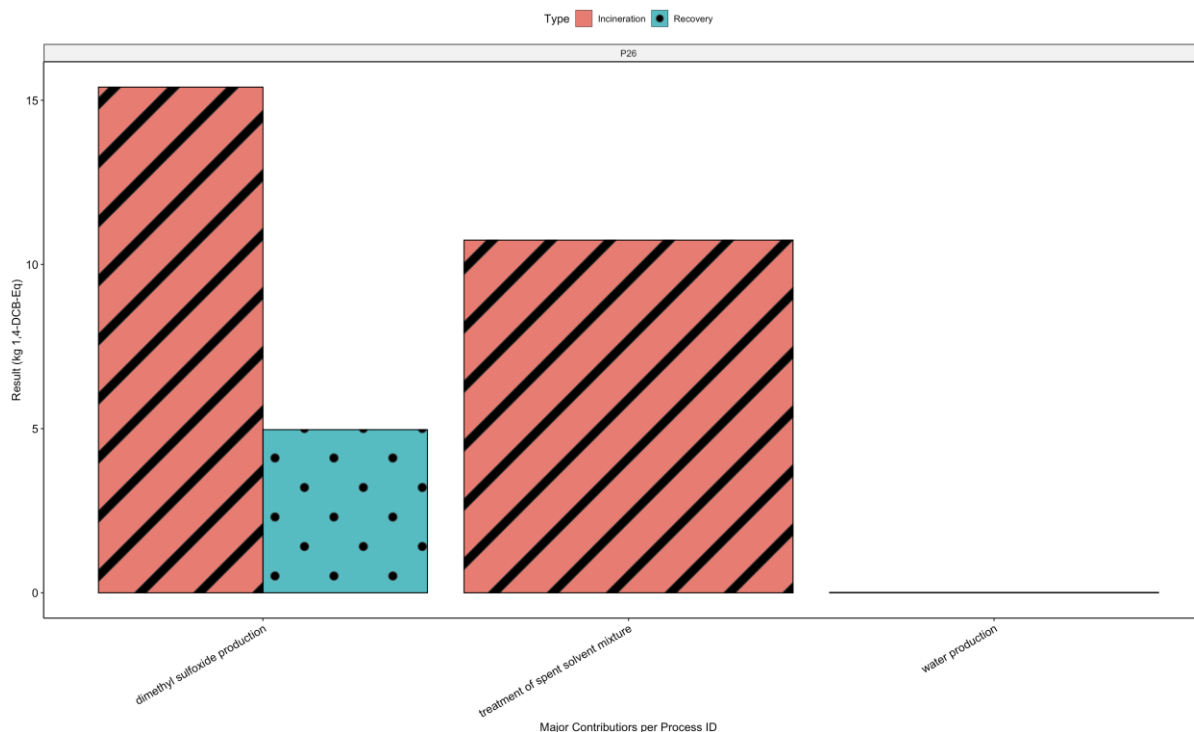 Type Incineration Recovery
P26
Result (kg 1,4-DCB-Eq)
15
10
5
0
dimethyl sulfoxide production
treatment of spent solvent mixture
water production
Major Contributiors per Process ID